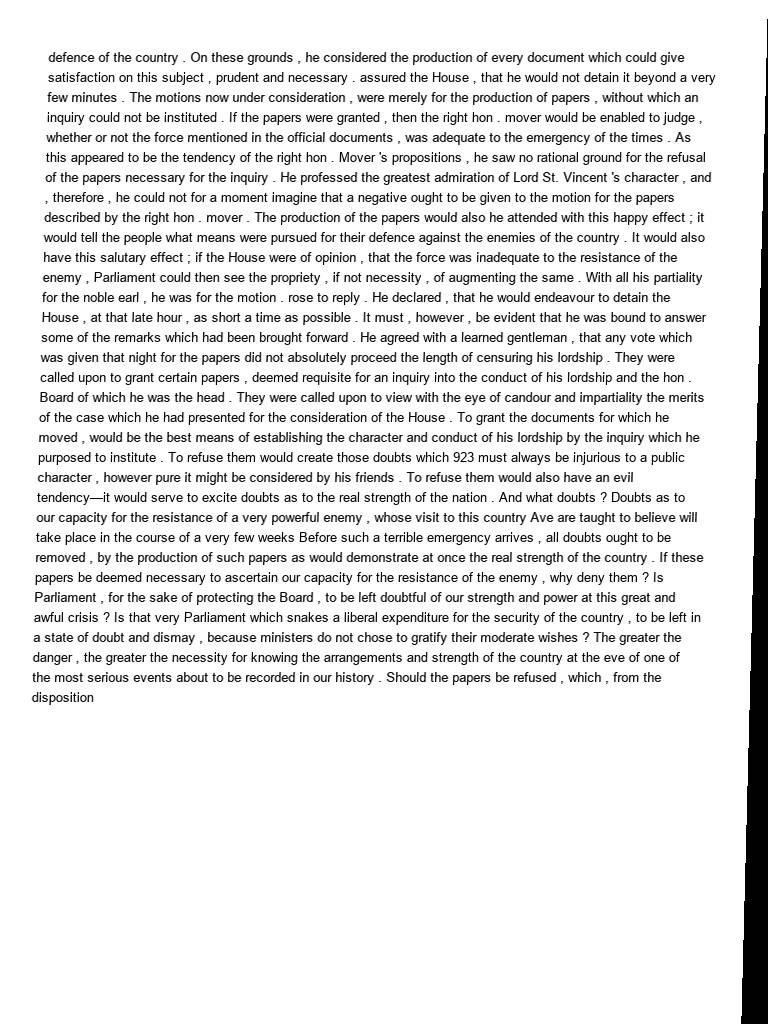 defence of the country . On these grounds , he considered the production of every document which could give
satisfaction on this subject , prudent and necessary . assured the House , that he would not detain it beyond a very
few minutes . The motions now under consideration , were merely for the production of papers , without which an
inquiry could not be instituted . If the papers were granted , then the right hon . mover would be enabled to judge ,
whether or not the force mentioned in the official documents , was adequate to the emergency of the times . As
this appeared to be the tendency of the right hon . Mover 's propositions , he saw no rational ground for the refusal
of the papers necessary for the inquiry . He professed the greatest admiration of Lord St. Vincent 's character , and
, therefore , he could not for a moment imagine that a negative ought to be given to the motion for the papers
described by the right hon . mover . The production of the papers would also he attended with this happy effect ; it
would tell the people what means were pursued for their defence against the enemies of the country . It would also
have this salutary effect ; if the House were of opinion , that the force was inadequate to the resistance of the
enemy , Parliament could then see the propriety , if not necessity , of augmenting the same . With all his partiality
for the noble earl , he was for the motion . rose to reply . He declared , that he would endeavour to detain the
House , at that late hour , as short a time as possible . It must , however , be evident that he was bound to answer
some of the remarks which had been brought forward . He agreed with a learned gentleman , that any vote which
was given that night for the papers did not absolutely proceed the length of censuring his lordship . They were
called upon to grant certain papers , deemed requisite for an inquiry into the conduct of his lordship and the hon .
Board of which he was the head . They were called upon to view with the eye of candour and impartiality the merits
of the case which he had presented for the consideration of the House . To grant the documents for which he
moved , would be the best means of establishing the character and conduct of his lordship by the inquiry which he
purposed to institute . To refuse them would create those doubts which 923 must always be injurious to a public
character , however pure it might be considered by his friends . To refuse them would also have an evil
tendency—it would serve to excite doubts as to the real strength of the nation . And what doubts ? Doubts as to
our capacity for the resistance of a very powerful enemy , whose visit to this country Ave are taught to believe will
take place in the course of a very few weeks Before such a terrible emergency arrives , all doubts ought to be
removed , by the production of such papers as would demonstrate at once the real strength of the country . If these
papers be deemed necessary to ascertain our capacity for the resistance of the enemy , why deny them ? Is
Parliament , for the sake of protecting the Board , to be left doubtful of our strength and power at this great and
awful crisis ? Is that very Parliament which snakes a liberal expenditure for the security of the country , to be left in
a state of doubt and dismay , because ministers do not chose to gratify their moderate wishes ? The greater the
danger , the greater the necessity for knowing the arrangements and strength of the country at the eve of one of
the most serious events about to be recorded in our history . Should the papers be refused , which , from the
disposition